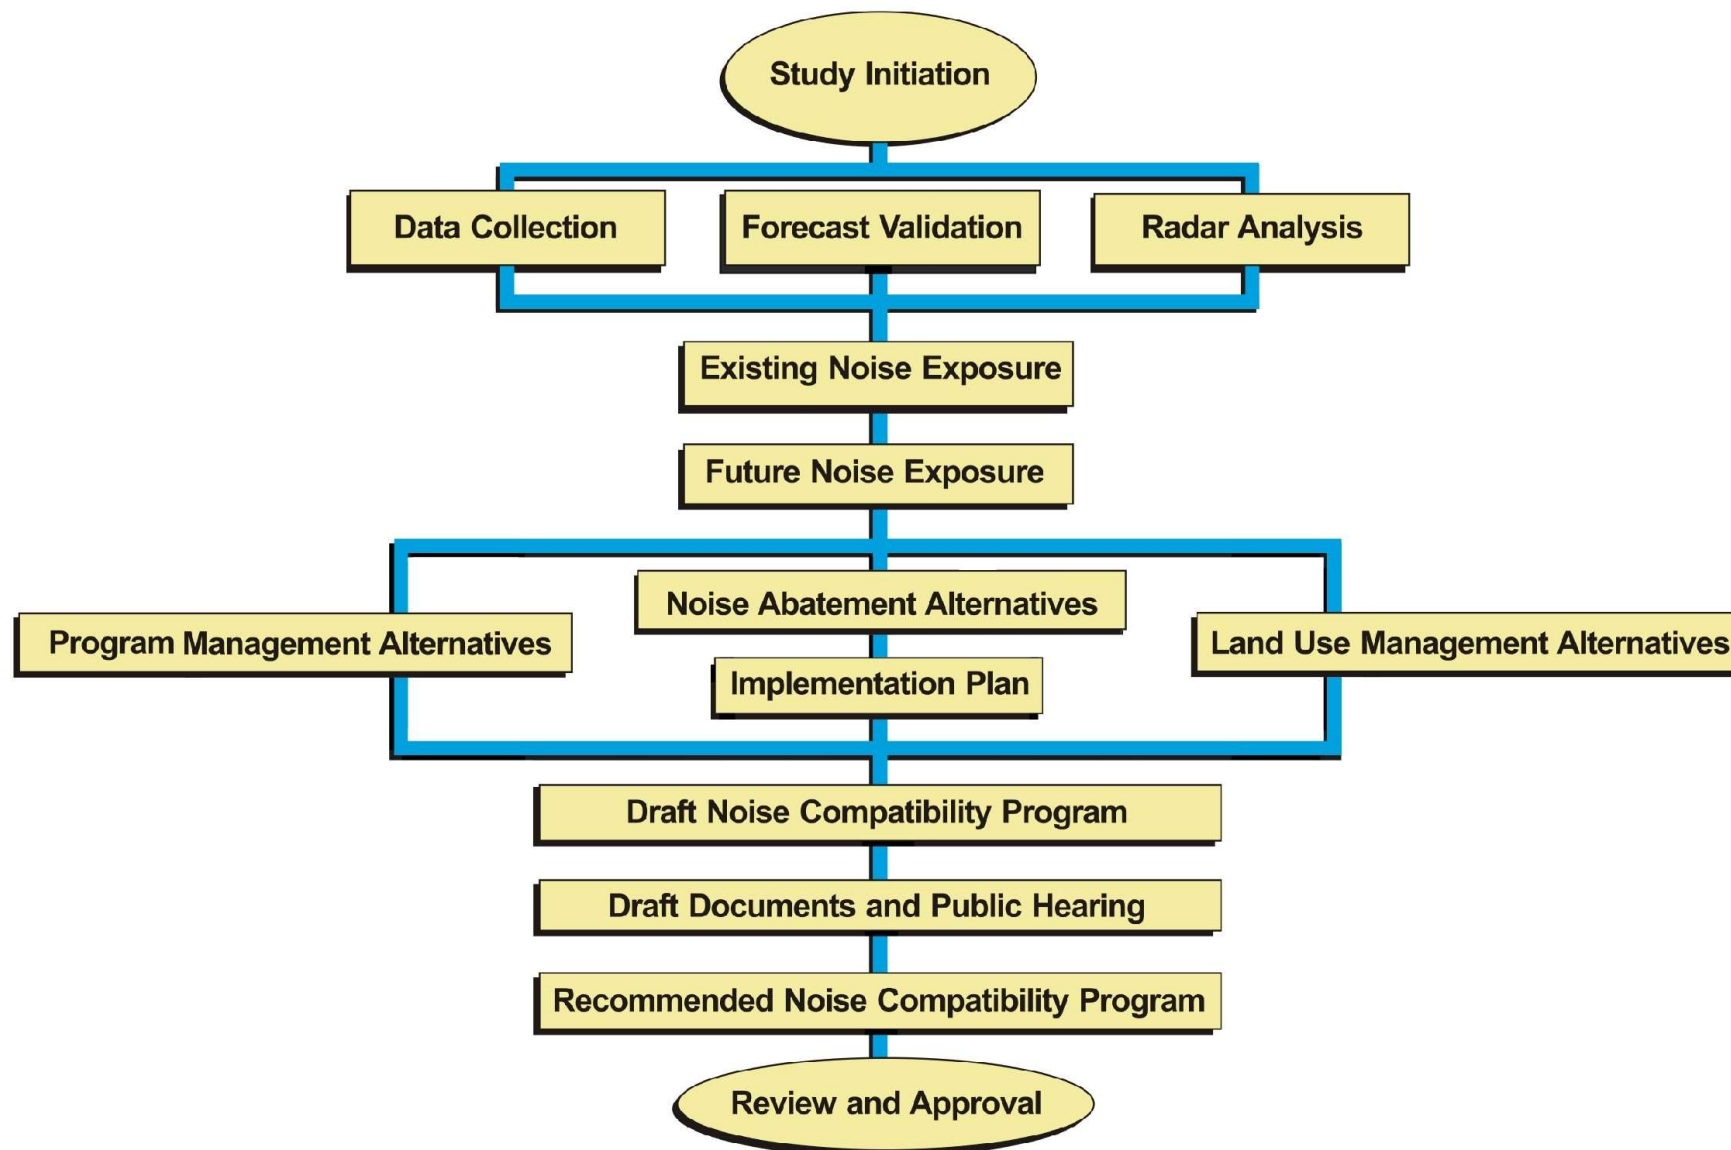 Study Initiation
Data Collection
Forecast Validation
Radar Analysis
Existing Noise Exposure
Future Noise Exposure
Noise Abatement Alternatives
Program Management Alternatives
Land Use Management Alternatives
Implementation Plan
Draft Noise Compatibility Program
Draft Documents and Public Hearing
Recommended Noise Compatibility Program
Review and Approval